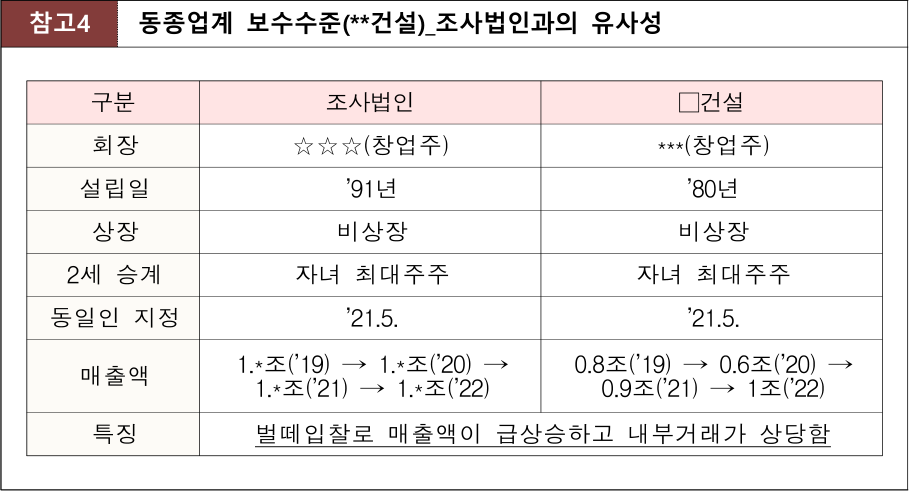 참고4 동종업계 보수수준(**건설)_조사법인과의 유사성
구분 조사법인 □건설
회장 ☆☆☆(창업주) ***(창업주)
설립일 ’91년 ’80년
상장 비상장 비상장
2세 승계 자녀 최대주주 자녀 최대주주
동일인 지정 ’21.5. ’21.5.
매출액 1.*조(’19) → 1.*조(’20) → 0.8조(’19) → 0.6조(’20) →
1.*조(’21) → 1.*조(’22) 0.9조(’21) → 1조(’22)
특징 벌떼입찰로 매출액이 급상승하고 내부거래가 상당함